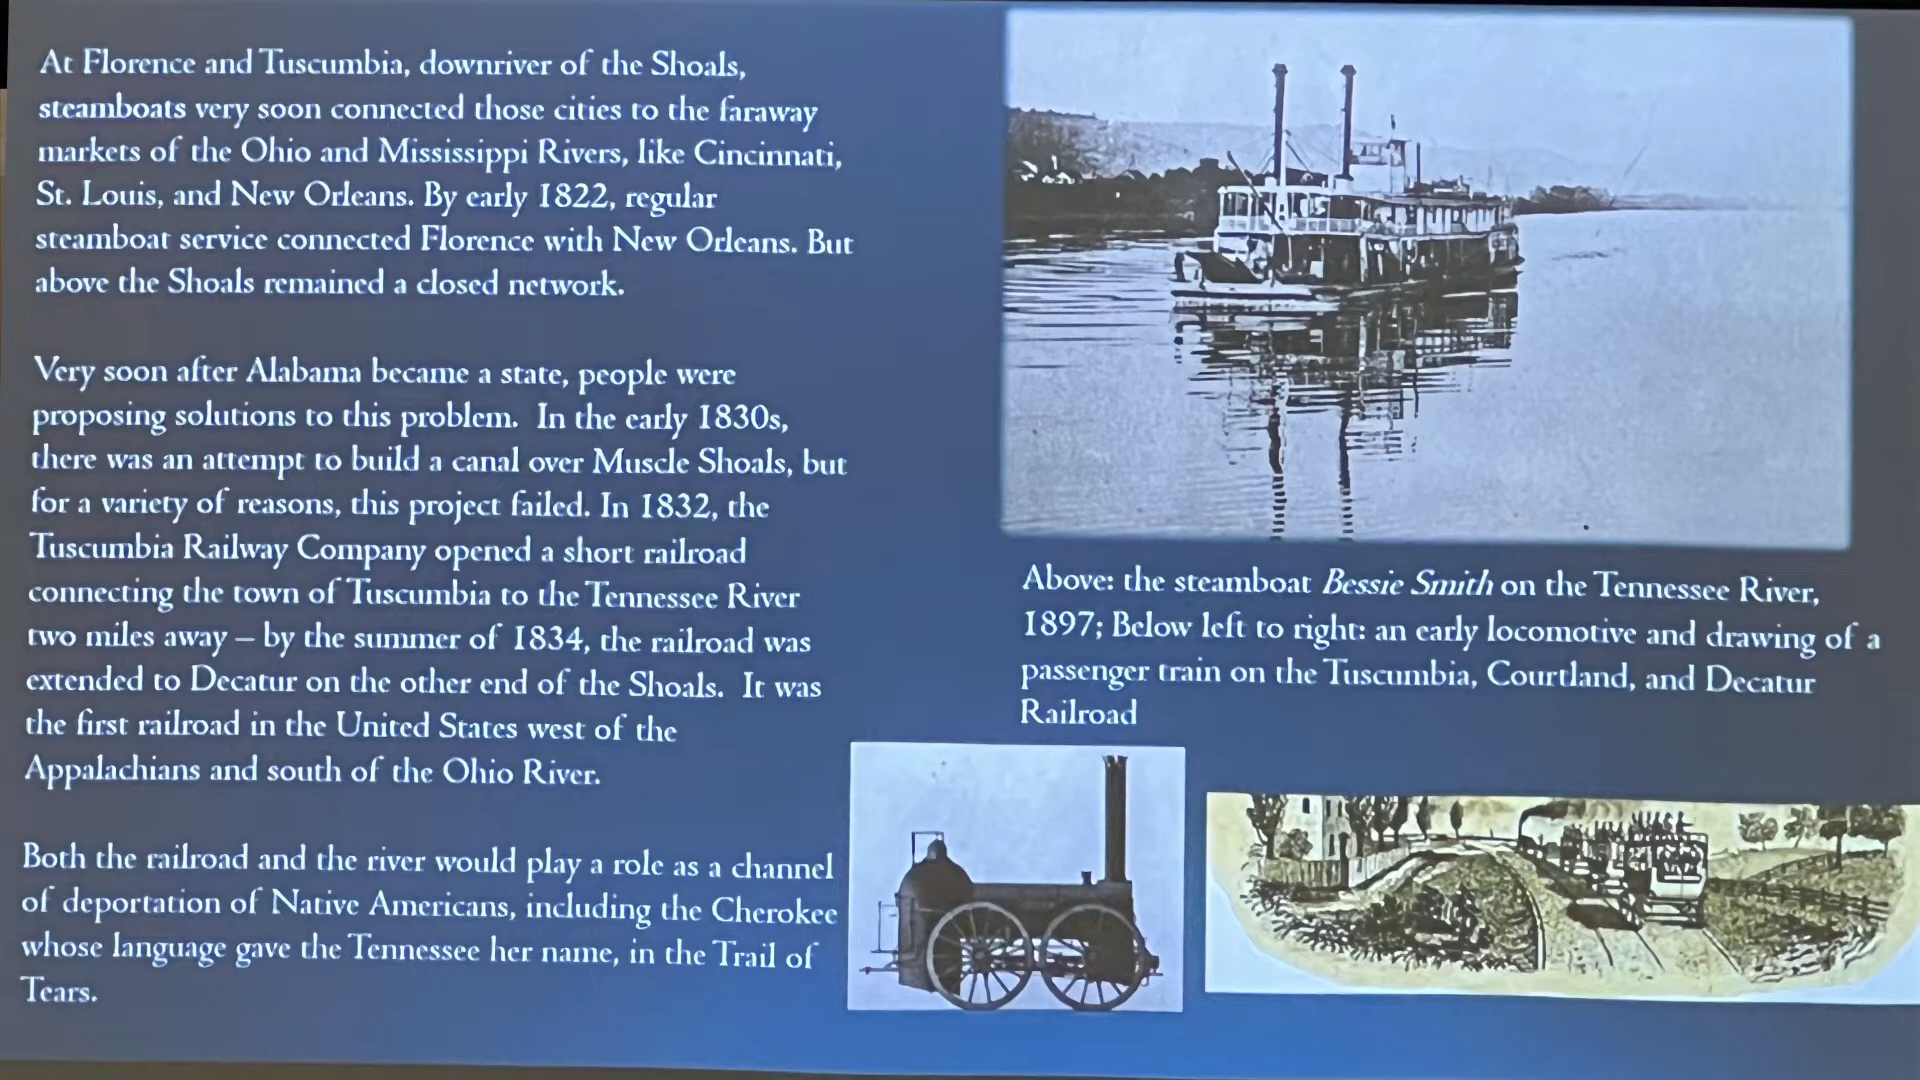 At Florence and Tuscumbia, downriver of the Shoals,
steamboats very soon connected those cities to the faraway
markets of the Ohio and Mississippi Rivers, like Cincinnati,
St. Louis, and New Orleans. By early 1822, regular
steamboat service connected Florence with New Orleans. But
above the Shoals remained a closed network.
Very soon after Alabama became a state, people were
proposing solutions to this problem. In the early 1830s,
there was an attempt to build a canal over Muscle Shoals, but
for a variety of reasons, this project failed. In 1832, the
Tuscumbia Railway Company opened a short railroad
connecting the town of Tuscumbia to the Tennessee River
two miles away – by the summer of 1834, the railroad was
extended to Decatur on the other end of the Shoals. It was
the first railroad in the United States west of the
Appalachians and south of the Ohio River.
Both the railroad and the river would play a role as a channel
of deportation of Native Americans, including the Cherokee
whose language gave the Tennessee her name, in the Trail of
Tears.
Above: the steamboat Bessie Smith on the Tennessee River,
1897; Below left to right: an early locomotive and drawing of a
passenger train on the Tuscumbia, Courtland, and Decatur
Railroad